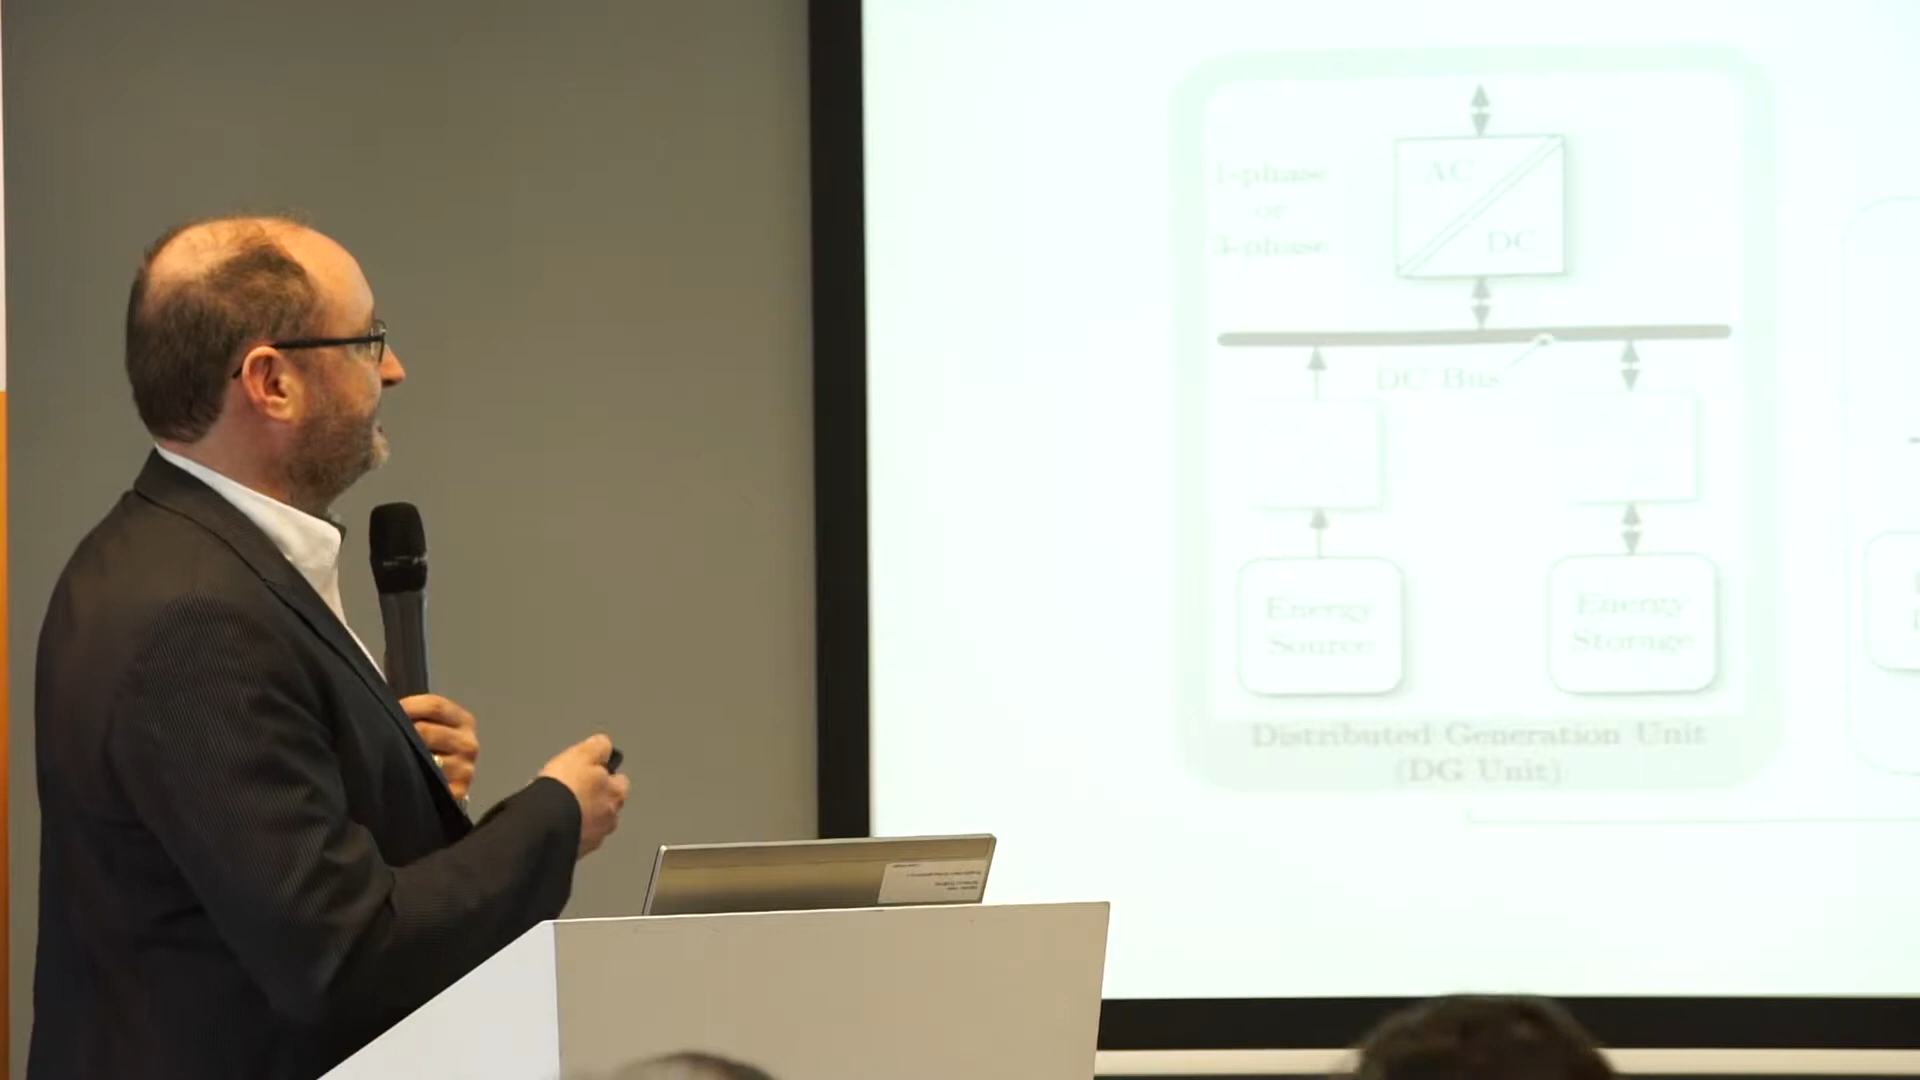 1-phase
or
3-phase
AC
DC
DC Bus
Energy
Source
Energy
Storage
Distributed Generation Unit
(DG Unit)